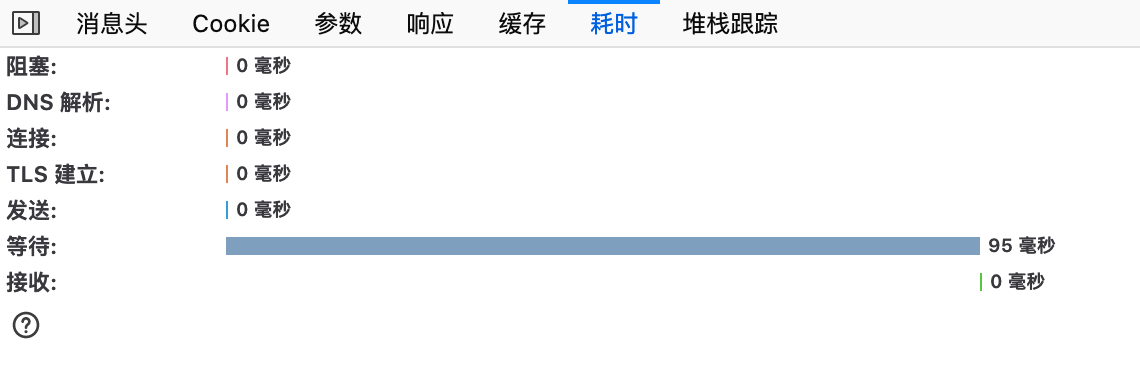 消息头 Cookie 参数 响应 缓存 耗时 堆栈跟踪
阻塞: 0 毫秒
DNS 解析: 0 毫秒
连接: 0 毫秒
TLS 建立: 0 毫秒
发送: 0 毫秒
等待: 95 毫秒
接收: 0 毫秒
?